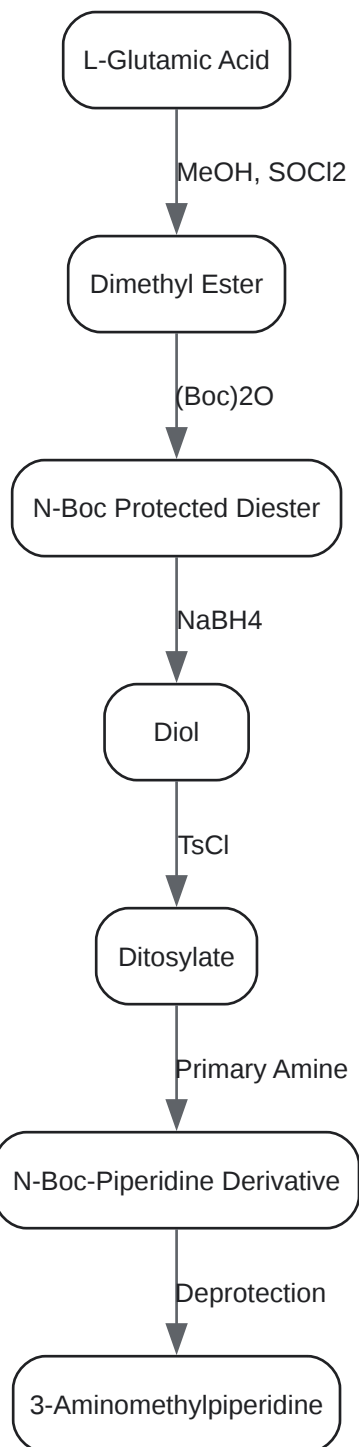 L-Glutamic Acid
MeOH, SOCl2
Dimethyl Ester
(Boc)2O
N-Boc Protected Diester
NaBH4
Diol
TsCl
Ditosylate
Primary Amine
N-Boc-Piperidine Derivative
Deprotection
3-Aminomethylpiperidine